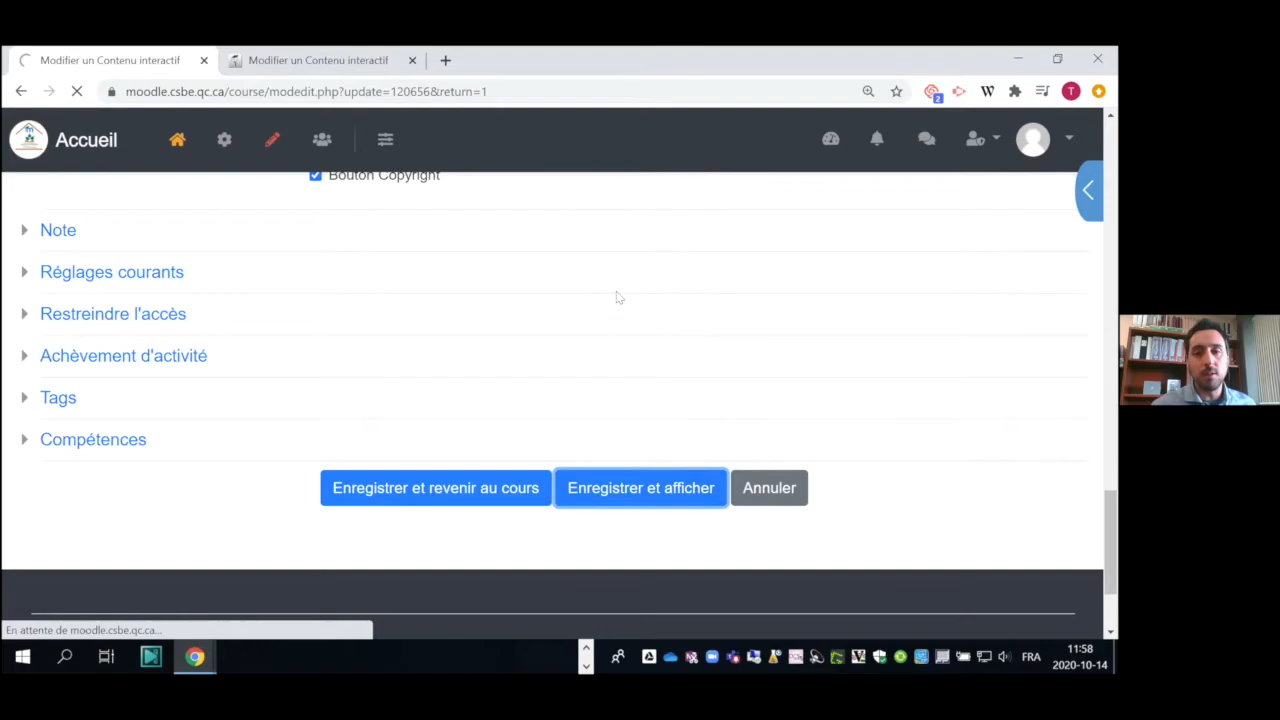 Modifier un Contenu interactif
Modifier un Contenu interactif
moodle.csbe.qc.ca/course/modedit.php?update=120656&return=1
2
T
Accueil
Bouton Copyright
Note
Réglages courants
Restreindre l'accès
Achèvement d'activité
Tags
Compétences
Enregistrer et revenir au cours
Enregistrer et afficher
Annuler
En attente de moodle.csbe.qc.ca...
FRA
11:58
2020-10-14